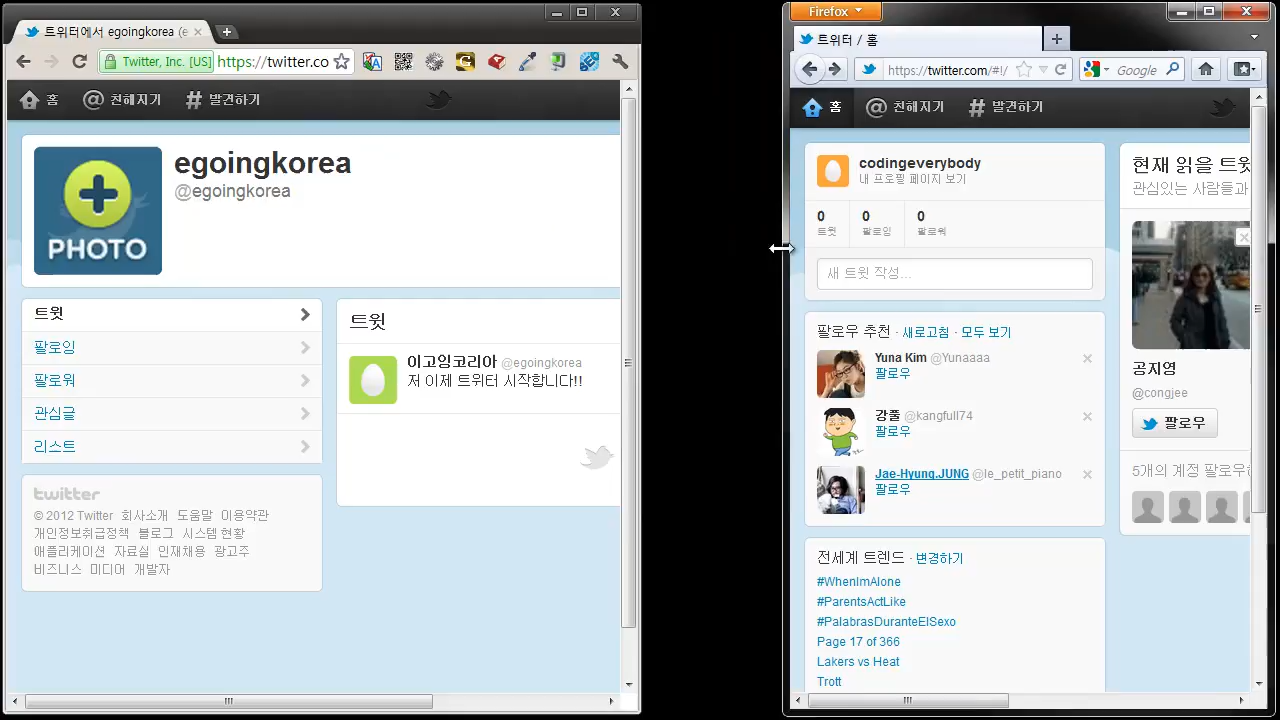 트위터에서 egoingkorea (e
Twitter, Inc. [US]
https://twitter.co
홈
@ 친해지기
# 발견하기
PHOTO
egoingkorea
@egoingkorea
트윗
팔로잉
팔로워
관심글
리스트
트윗
이고잉코리아 @egoingkorea
저 이제 트위터 시작합니다!!
twitter
© 2012 Twitter 회사소개 도움말 이용약관
개인정보취급정책 블로그 시스템 현황
애플리케이션 자료실 인재채용 광고주
비즈니스 미디어 개발자
Firefox
트위터 / 홈
https://twitter.com/#!/
Google
홈
@ 친해지기
# 발견하기
codingeverybody
내 프로필 페이지 보기
0 0 0
트윗 팔로잉 팔로워
새 트윗 작성...
팔로우 추천 · 새로고침 · 모두 보기
Yuna Kim @Yunaaaa
팔로우
강풀 @kangfull74
팔로우
Jae-Hyung.JUNG @le_petit_piano
팔로우
전세계 트렌드 · 변경하기
#WhenImAlone
#ParentsActLike
#PalabrasDuranteElSexo
Page 17 of 366
Lakers vs Heat
Trott
현재 읽을 트윗
관심있는 사람들과
공지영
@congjee
팔로우
5개의 계정 팔로우하